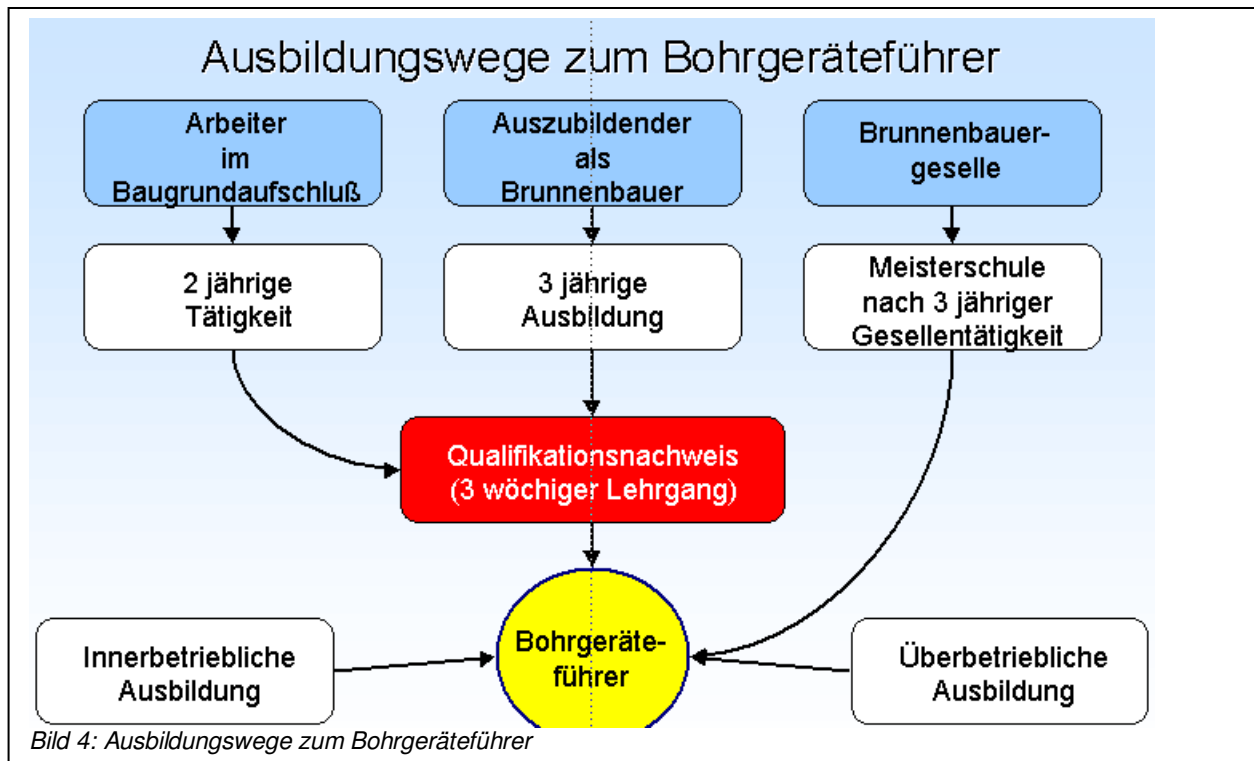 Ausbildungswege zum Bohrgeräteführer
Arbeiter
im
Baugrundaufschluß
Auszubildender
als
Brunnenbauer
Brunnenbauer-
geselle
2 jährige
Tätigkeit
3 jährige
Ausbildung
Meisterschule
nach 3 jähriger
Gesellentätigkeit
Qualifikationsnachweis
(3 wöchiger Lehrgang)
Innerbetriebliche
Ausbildung
Bohrgeräte-
führer
Überbetriebliche
Ausbildung
Bild 4: Ausbildungswege zum Bohrgeräteführer